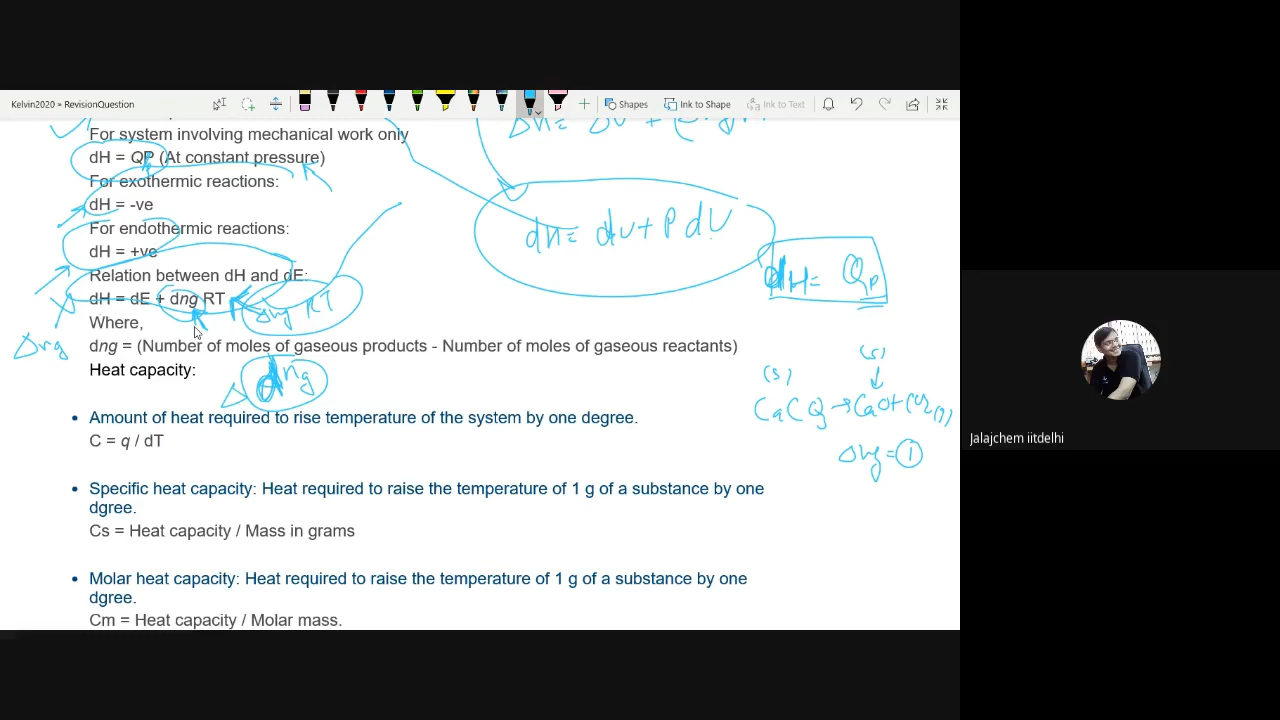 Kelvin2020 » RevisionQuestion
Shapes
Ink to Shape
Ink to Text
For system involving mechanical work only
dH = QP (At constant pressure)
For exothermic reactions:
dH = -ve
For endothermic reactions:
dH = +ve
Relation between dH and dE:
dH = dE + dng RT
Δng RT
Where,
Δng
dng = (Number of moles of gaseous products - Number of moles of gaseous reactants)
Heat capacity:
Δ dng
dH = dU + P dV
dH = QP
(s) (s)
CaCO3 → CaO + CO2(g)
Δng = 1
• Amount of heat required to rise temperature of the system by one degree.
C = q / dT
• Specific heat capacity: Heat required to raise the temperature of 1 g of a substance by one
dgree.
Cs = Heat capacity / Mass in grams
• Molar heat capacity: Heat required to raise the temperature of 1 g of a substance by one
dgree.
Cm = Heat capacity / Molar mass.
Jalajchem iitdelhi